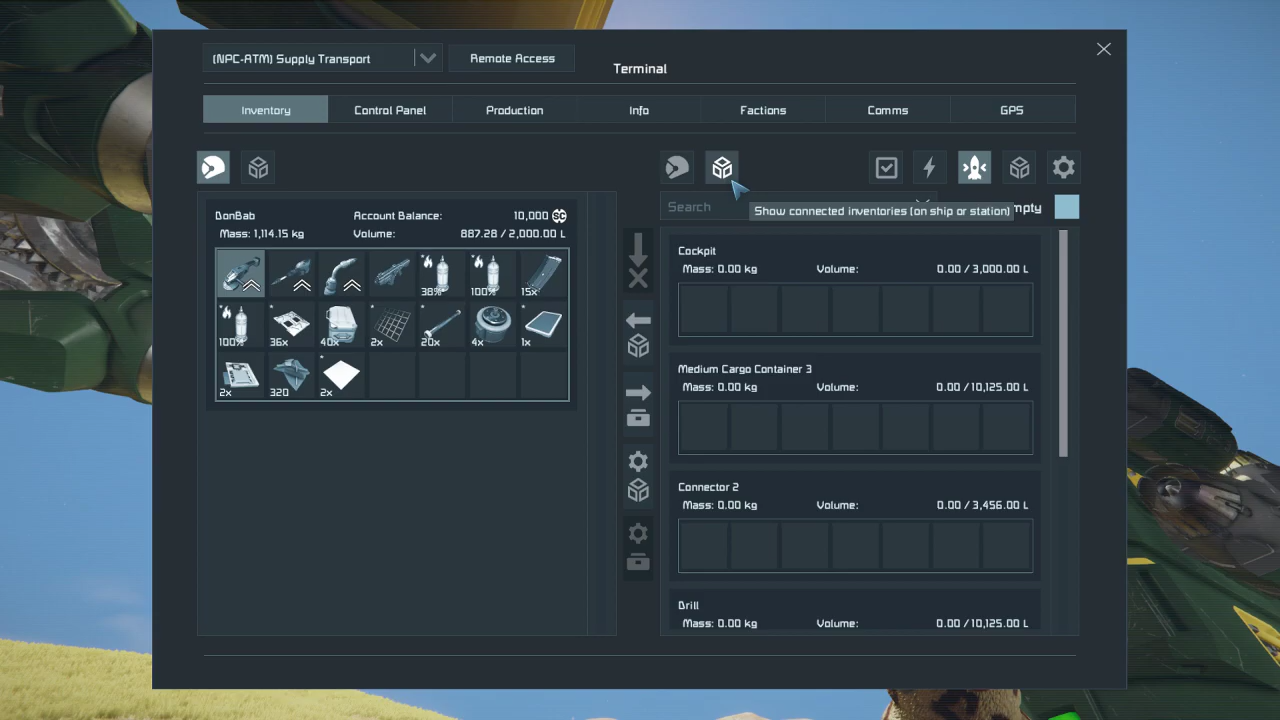 (NPC-ATM) Supply Transport
Remote Access
Terminal
Inventory
Control Panel
Production
Info
Factions
Comms
GPS
DonBab
Account Balance:
10,000 SC
Mass: 1,114.15 kg
Volume:
887.28 / 2,000.00 L
38%
100%
15x
100%
36x
40x
2x
20x
4x
1x
2x
320
2x
Search
Show connected inventories (on ship or station)
mpty
Cockpit
Mass: 0.00 kg
Volume:
0.00 / 3,000.00 L
Medium Cargo Container 3
Mass: 0.00 kg
Volume:
0.00 / 10,125.00 L
Connector 2
Mass: 0.00 kg
Volume:
0.00 / 3,456.00 L
Drill
Mass: 0.00 kg
Volume:
0.00 / 10,125.00 L